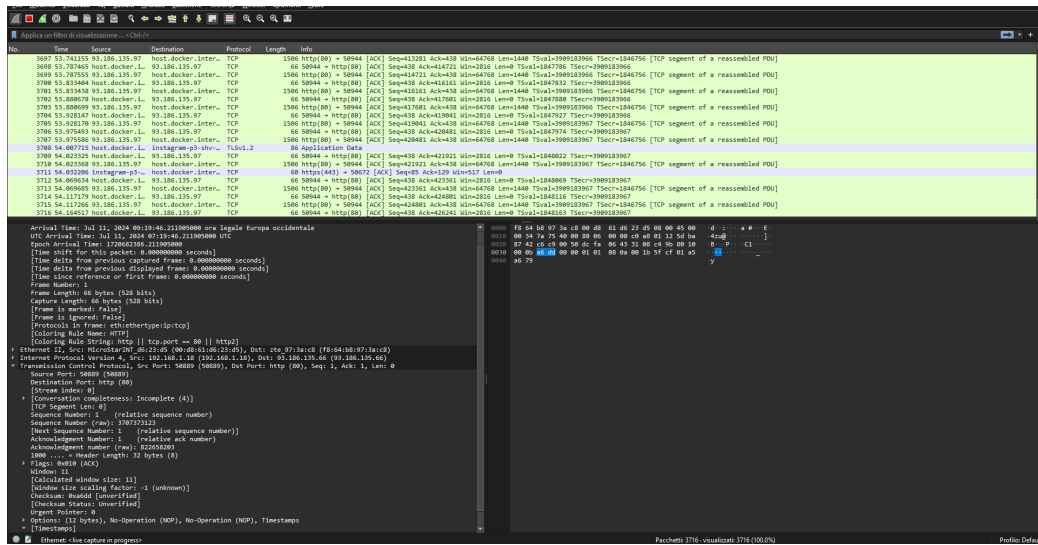 Applica un filtro di visualizzazione ... <Ctrl-/>
No. Time Source Destination Protocol Length Info
3697 53.741155 93.186.135.97 host.docker.inter… TCP 1506 http(80) → 50944 [ACK] Seq=413281 Ack=438 Win=64768 Len=1440 TSval=3909183966 TSecr=1846756 [TCP segment of a reassembled PDU]
3698 53.787465 host.docker.i… 93.186.135.97 TCP 66 50944 → http(80) [ACK] Seq=438 Ack=414721 Win=2816 Len=0 TSval=1847786 TSecr=3909183966
3699 53.787555 93.186.135.97 host.docker.inter… TCP 1506 http(80) → 50944 [ACK] Seq=414721 Ack=438 Win=64768 Len=1440 TSval=3909183966 TSecr=1846756 [TCP segment of a reassembled PDU]
3700 53.833404 host.docker.i… 93.186.135.97 TCP 66 50944 → http(80) [ACK] Seq=438 Ack=416161 Win=2816 Len=0 TSval=1847832 TSecr=3909183966
3701 53.833438 93.186.135.97 host.docker.inter… TCP 1506 http(80) → 50944 [ACK] Seq=416161 Ack=438 Win=64768 Len=1440 TSval=3909183966 TSecr=1846756 [TCP segment of a reassembled PDU]
3702 53.880678 host.docker.i… 93.186.135.97 TCP 66 50944 → http(80) [ACK] Seq=438 Ack=417601 Win=2816 Len=0 TSval=1847880 TSecr=3909183966
3703 53.880699 93.186.135.97 host.docker.inter… TCP 1506 http(80) → 50944 [ACK] Seq=417601 Ack=438 Win=64768 Len=1440 TSval=3909183966 TSecr=1846756 [TCP segment of a reassembled PDU]
3704 53.928147 host.docker.i… 93.186.135.97 TCP 66 50944 → http(80) [ACK] Seq=438 Ack=419041 Win=2816 Len=0 TSval=1847927 TSecr=3909183966
3705 53.928170 93.186.135.97 host.docker.inter… TCP 1506 http(80) → 50944 [ACK] Seq=419041 Ack=438 Win=64768 Len=1440 TSval=3909183966 TSecr=1846756 [TCP segment of a reassembled PDU]
3706 53.975493 host.docker.i… 93.186.135.97 TCP 66 50944 → http(80) [ACK] Seq=438 Ack=420481 Win=2816 Len=0 TSval=1847974 TSecr=3909183966
3707 53.975586 93.186.135.97 host.docker.inter… TCP 1506 http(80) → 50944 [ACK] Seq=420481 Ack=438 Win=64768 Len=1440 TSval=3909183967 TSecr=1846756 [TCP segment of a reassembled PDU]
3708 54.007715 host.docker.i… instagram-p3-shv-… TLSv1.2 86 Application Data
3709 54.023325 host.docker.i… 93.186.135.97 TCP 66 50944 → http(80) [ACK] Seq=438 Ack=421921 Win=2816 Len=0 TSval=1848022 TSecr=3909183967
3710 54.023368 93.186.135.97 host.docker.inter… TCP 1506 http(80) → 50944 [ACK] Seq=421921 Ack=438 Win=64768 Len=1440 TSval=3909183967 TSecr=1846756 [TCP segment of a reassembled PDU]
3711 54.032206 instagram-p3-… host.docker.inter… TCP 60 https(443) → 50672 [ACK] Seq=85 Ack=129 Win=517 Len=0
3712 54.069634 host.docker.i… 93.186.135.97 TCP 66 50944 → http(80) [ACK] Seq=438 Ack=423361 Win=2816 Len=0 TSval=1848069 TSecr=3909183967
3713 54.069685 93.186.135.97 host.docker.inter… TCP 1506 http(80) → 50944 [ACK] Seq=423361 Ack=438 Win=64768 Len=1440 TSval=3909183967 TSecr=1846756 [TCP segment of a reassembled PDU]
3714 54.117179 host.docker.i… 93.186.135.97 TCP 66 50944 → http(80) [ACK] Seq=438 Ack=424801 Win=2816 Len=0 TSval=1848116 TSecr=3909183967
3715 54.117266 93.186.135.97 host.docker.inter… TCP 1506 http(80) → 50944 [ACK] Seq=424801 Ack=438 Win=64768 Len=1440 TSval=3909183967 TSecr=1846756 [TCP segment of a reassembled PDU]
3716 54.164517 host.docker.i… 93.186.135.97 TCP 66 50944 → http(80) [ACK] Seq=438 Ack=426241 Win=2816 Len=0 TSval=1848163 TSecr=3909183967
Arrival Time: Jul 11, 2024 09:19:46.211905000 ora legale Europa occidentale
UTC Arrival Time: Jul 11, 2024 07:19:46.211905000 UTC
Epoch Arrival Time: 1720682386.211905000
[Time shift for this packet: 0.000000000 seconds]
[Time delta from previous captured frame: 0.000000000 seconds]
[Time delta from previous displayed frame: 0.000000000 seconds]
[Time since reference or first frame: 0.000000000 seconds]
Frame Number: 1
Frame Length: 66 bytes (528 bits)
Capture Length: 66 bytes (528 bits)
[Frame is marked: False]
[Frame is ignored: False]
[Protocols in frame: eth:ethertype:ip:tcp]
[Coloring Rule Name: HTTP]
[Coloring Rule String: http || tcp.port == 80 || http2]
Ethernet II, Src: MicroStarINT_d6:23:d5 (00:d8:61:d6:23:d5), Dst: zte_97:3a:c8 (f8:64:b8:97:3a:c8)
Internet Protocol Version 4, Src: 192.168.1.18 (192.168.1.18), Dst: 93.186.135.66 (93.186.135.66)
Transmission Control Protocol, Src Port: 50889 (50889), Dst Port: http (80), Seq: 1, Ack: 1, Len: 0
Source Port: 50889 (50889)
Destination Port: http (80)
[Stream index: 0]
[Conversation completeness: Incomplete (4)]
[TCP Segment Len: 0]
Sequence Number: 1 (relative sequence number)
Sequence Number (raw): 3707373123
[Next Sequence Number: 1 (relative sequence number)]
Acknowledgment Number: 1 (relative ack number)
Acknowledgment number (raw): 822658203
1000 .... = Header Length: 32 bytes (8)
Flags: 0x010 (ACK)
Window: 11
[Calculated window size: 11]
[Window size scaling factor: -1 (unknown)]
Checksum: 0xa6dd [unverified]
[Checksum Status: Unverified]
Urgent Pointer: 0
Options: (12 bytes), No-Operation (NOP), No-Operation (NOP), Timestamps
[Timestamps]
0000 f8 64 b8 97 3a c8 00 d8 61 d6 23 d5 08 00 45 00
0010 00 34 7a 75 40 00 80 06 00 00 c0 a8 01 12 5d ba
0020 87 42 c6 c9 00 50 dc fa 06 43 31 08 c4 9b 80 10
0030 00 0b a6 dd 00 00 01 01 08 0a 00 1b 5f cf 01 a5
0040 a6 79
Ethernet: <live capture in progress>
Pacchetti: 3716 · visualizzati: 3716 (100.0%)
Profilo: Defau